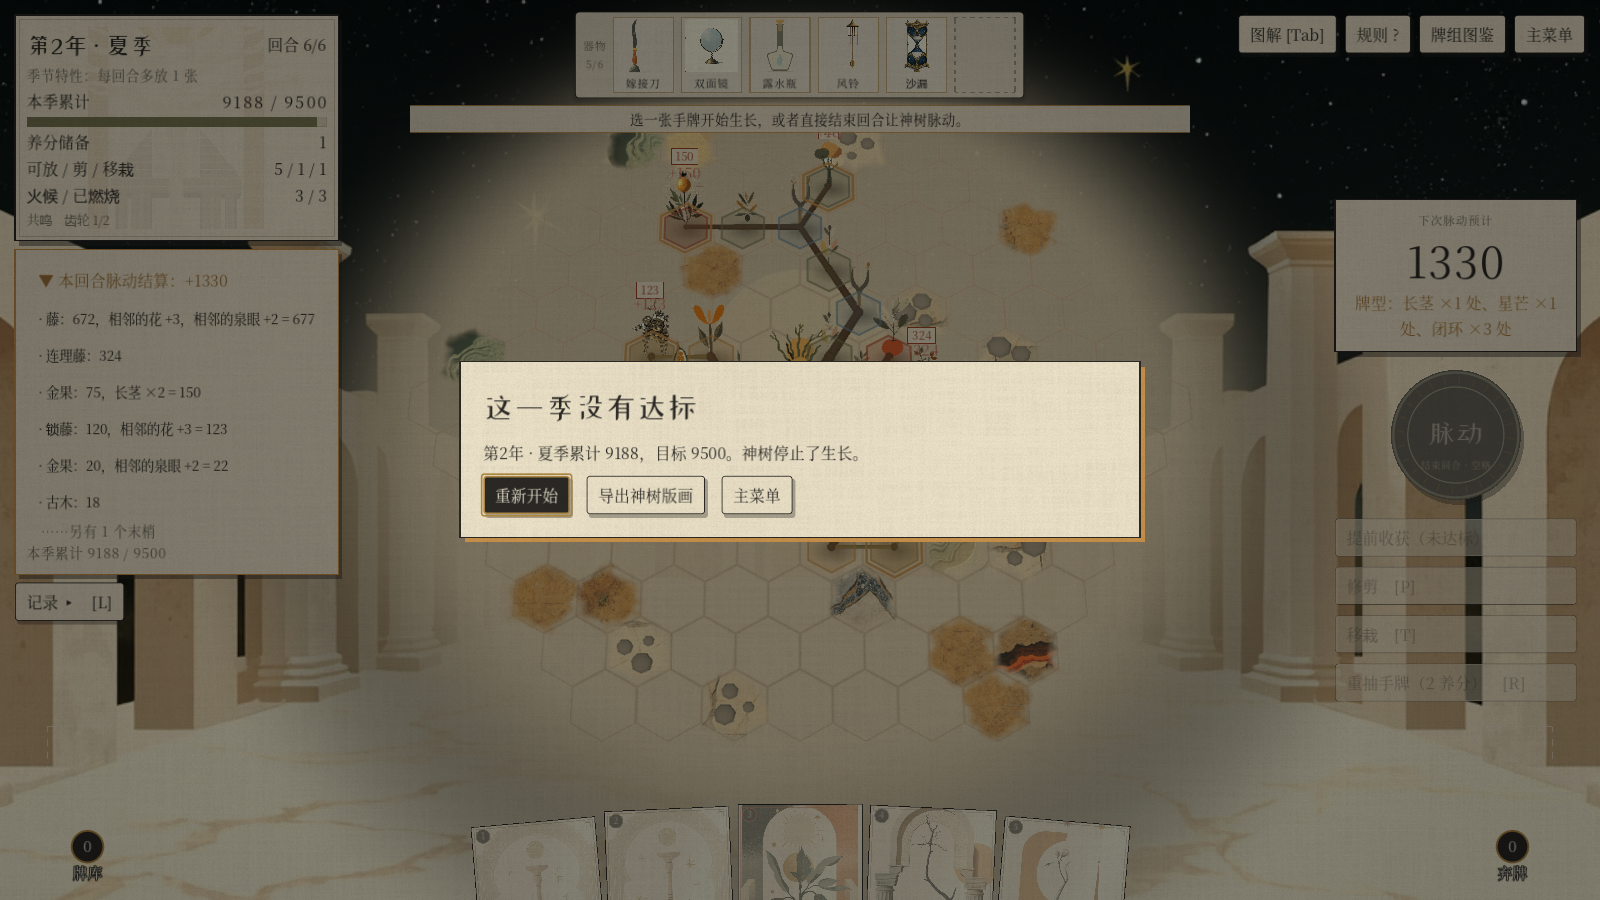 第2年 · 夏季
回合 6/6
季节特性：每回合多放 1 张
本季累计 9188 / 9500
养分储备 1
可放 / 剪 / 移栽 5 / 1 / 1
火候 / 已燃烧 3 / 3
共鸣 齿轮 1/2
▼ 本回合脉动结算：+1330
· 藤：672，相邻的花 +3，相邻的泉眼 +2 = 677
· 连理藤：324
· 金果：75，长茎 ×2 = 150
· 锁藤：120，相邻的花 +3 = 123
· 金果：20，相邻的泉眼 +2 = 22
· 古木：18
……另有 1 个末梢
本季累计 9188 / 9500
记录 ▸ [L]
器物
5/6
嫁接刀
双面镜
露水瓶
风铃
沙漏
选一张手牌开始生长，或者直接结束回合让神树脉动。
150
123
324
这一季没有达标
第2年 · 夏季累计 9188，目标 9500。神树停止了生长。
重新开始
导出神树版画
主菜单
图解 [Tab]
规则 ?
牌组图鉴
主菜单
下次脉动预计
1330
牌型：长茎 ×1 处、星芒 ×1
处、闭环 ×3 处
脉动
结束回合 · 空格
提前收获（未达标）
修剪 [P]
移栽 [T]
重抽手牌（2 养分） [R]
0
牌库
1
2
3
4
5
0
弃牌